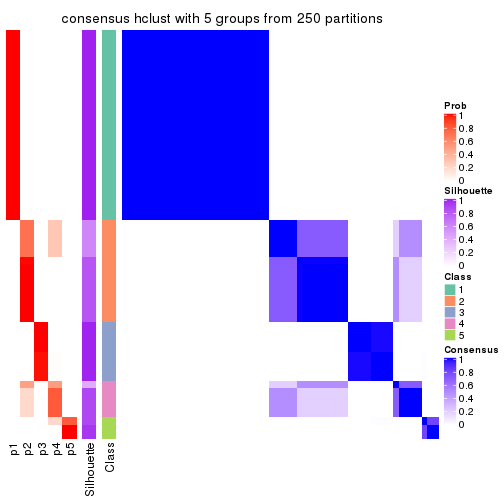 consensus hclust with 5 groups from 250 partitions
Prob
1
0.8
0.6
0.4
0.2
0
Silhouette
1
0.8
0.6
0.4
0.2
0
Class
1
2
3
4
5
Consensus
1
0.8
0.6
0.4
0.2
0
p1
p2
p3
p4
p5
Silhouette
Class